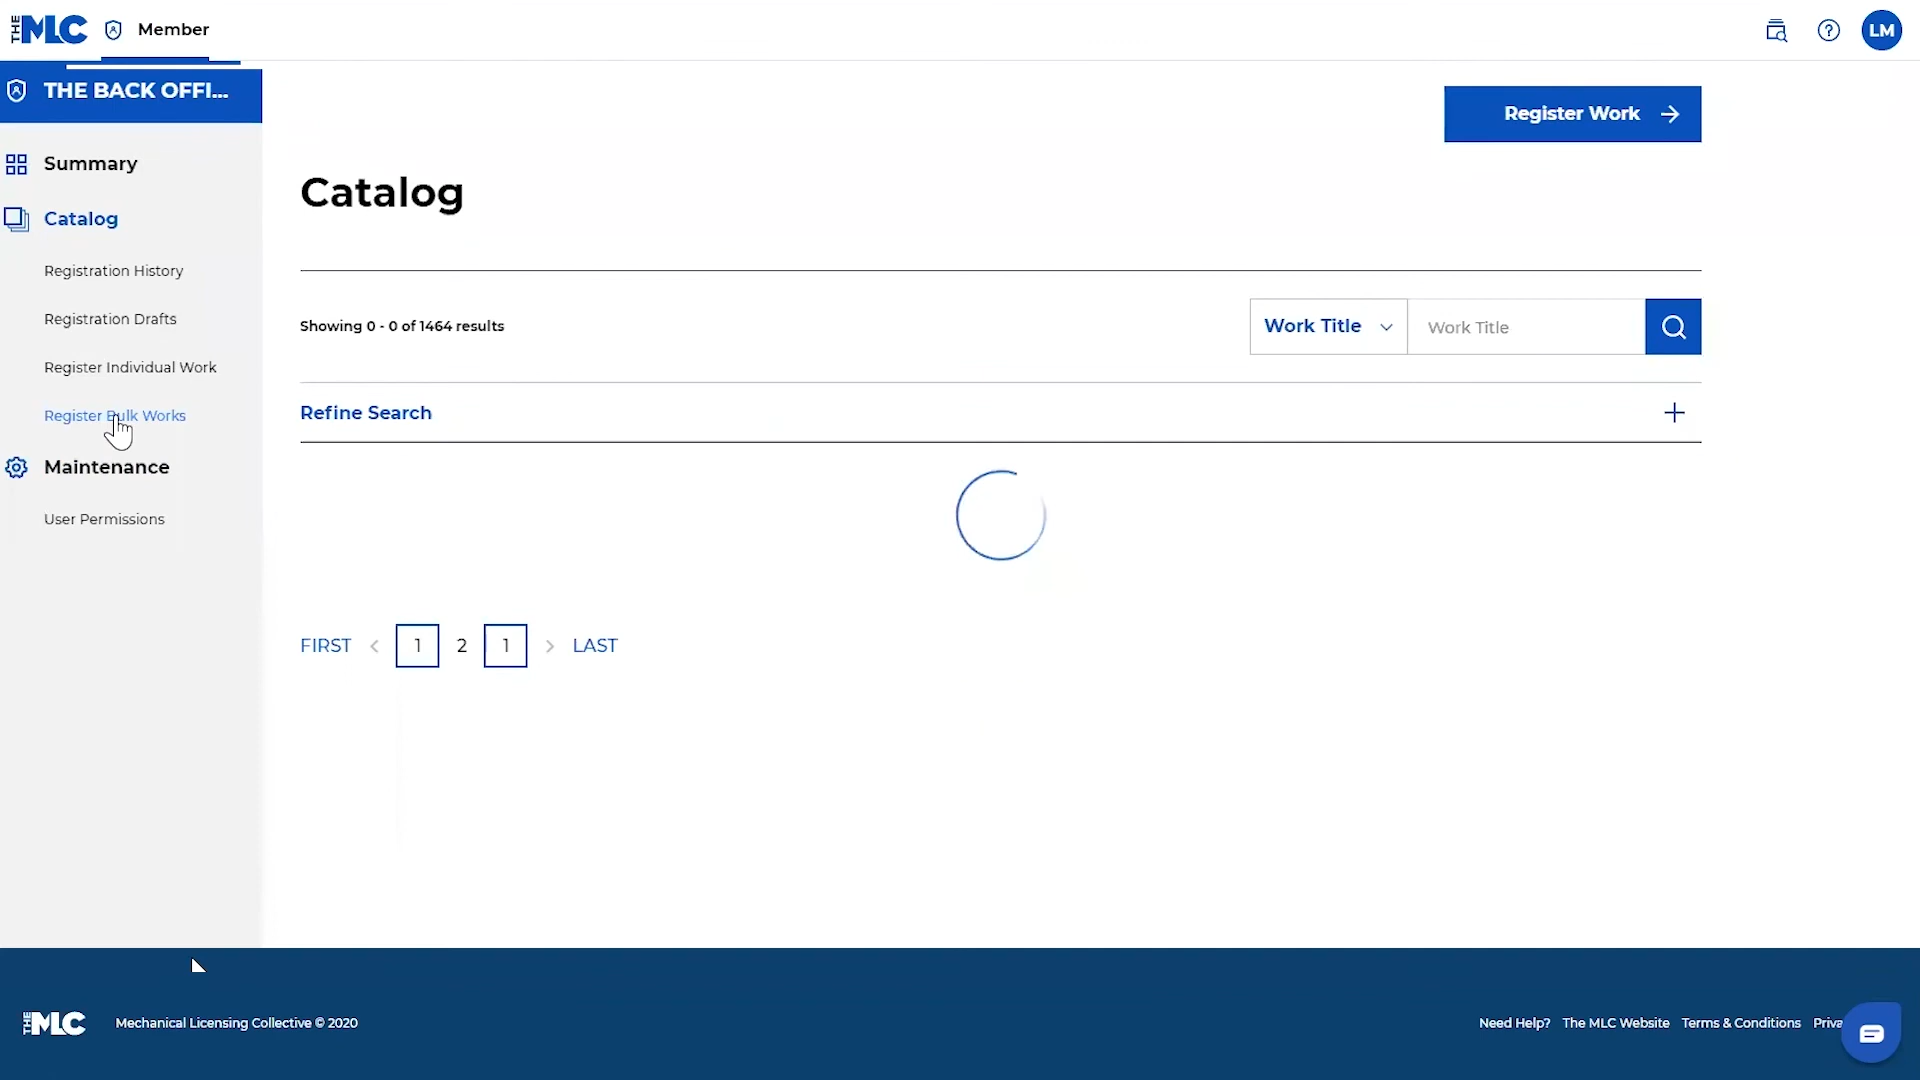 THE MLC
Member
LM
THE BACK OFFI...
Register Work
Summary
Catalog
Catalog
Registration History
Registration Drafts
Showing 0 - 0 of 1464 results
Work Title
Work Title
Register Individual Work
Register Bulk Works
Refine Search
Maintenance
User Permissions
FIRST 1 2 1 LAST
THE MLC
Mechanical Licensing Collective © 2020
Need Help? The MLC Website Terms & Conditions Priva